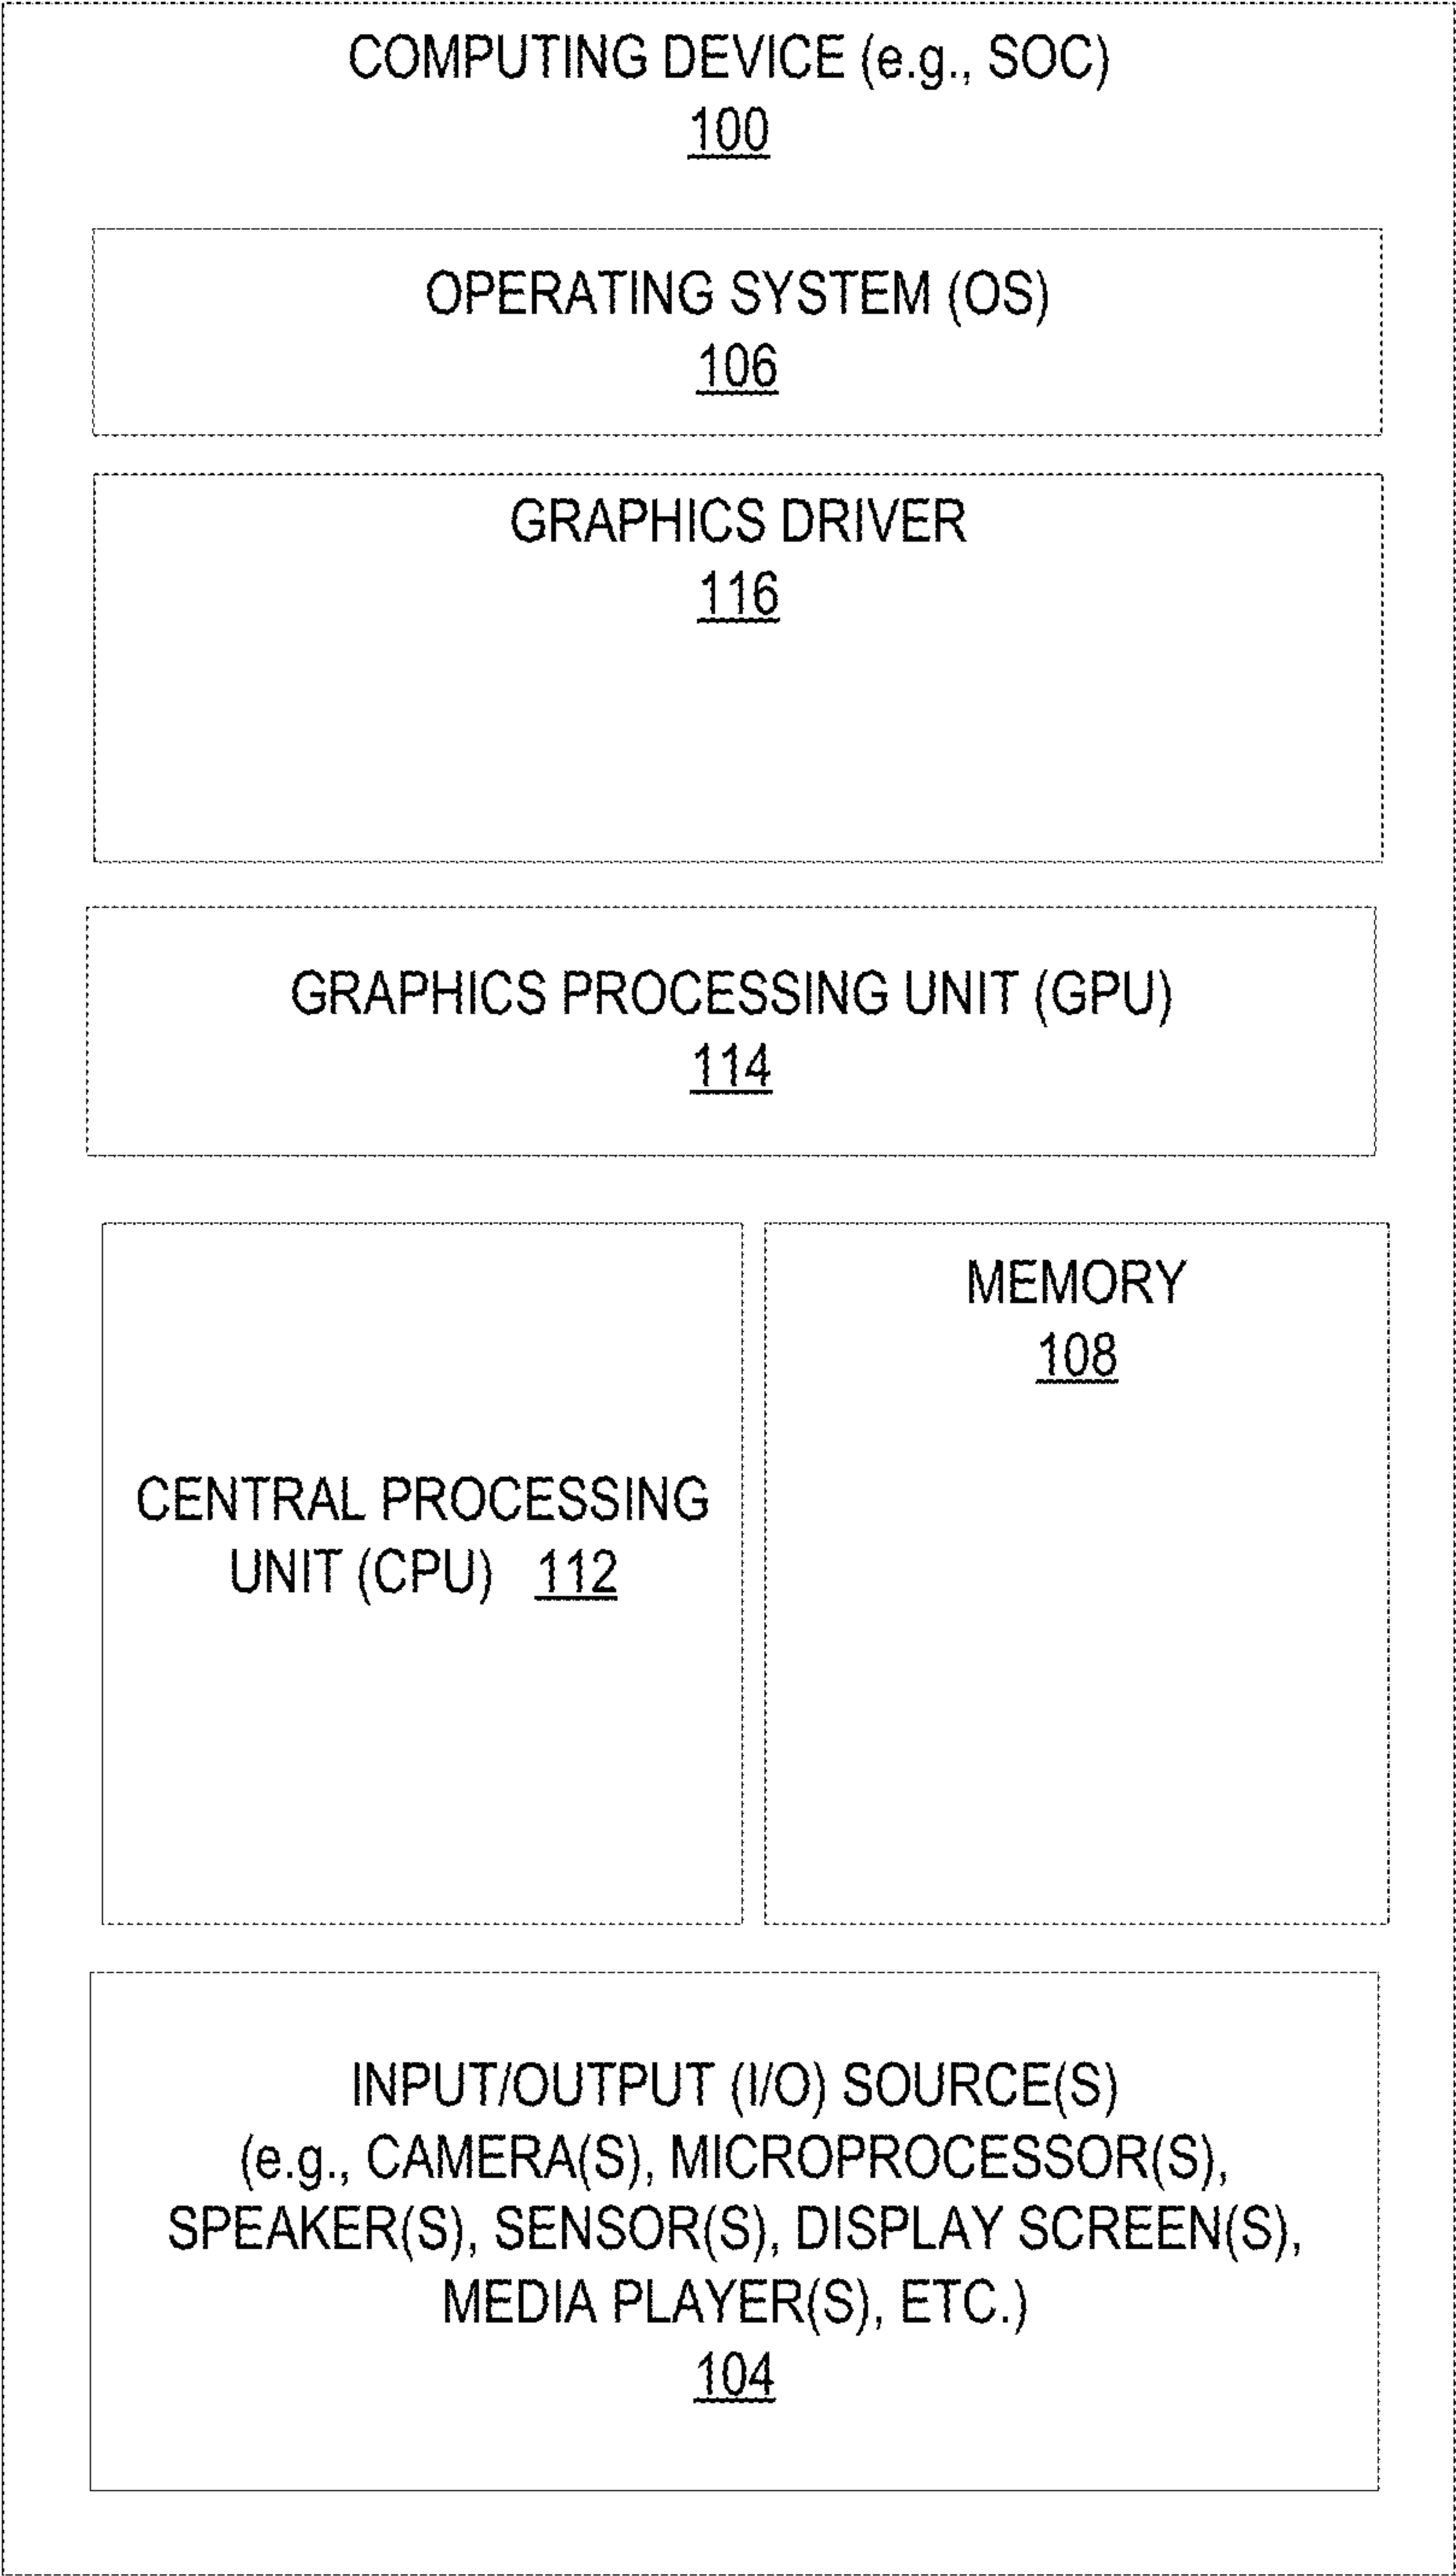 COMPUTING DEVICE (e.g., SOC)
100
OPERATING SYSTEM (OS)
106
GRAPHICS DRIVER
116
GRAPHICS PROCESSING UNIT (GPU)
114
CENTRAL PROCESSING
UNIT (CPU) 112
MEMORY
108
INPUT/OUTPUT (I/O) SOURCE(S)
(e.g., CAMERA(S), MICROPROCESSOR(S),
SPEAKER(S), SENSOR(S), DISPLAY SCREEN(S),
MEDIA PLAYER(S), ETC.)
104